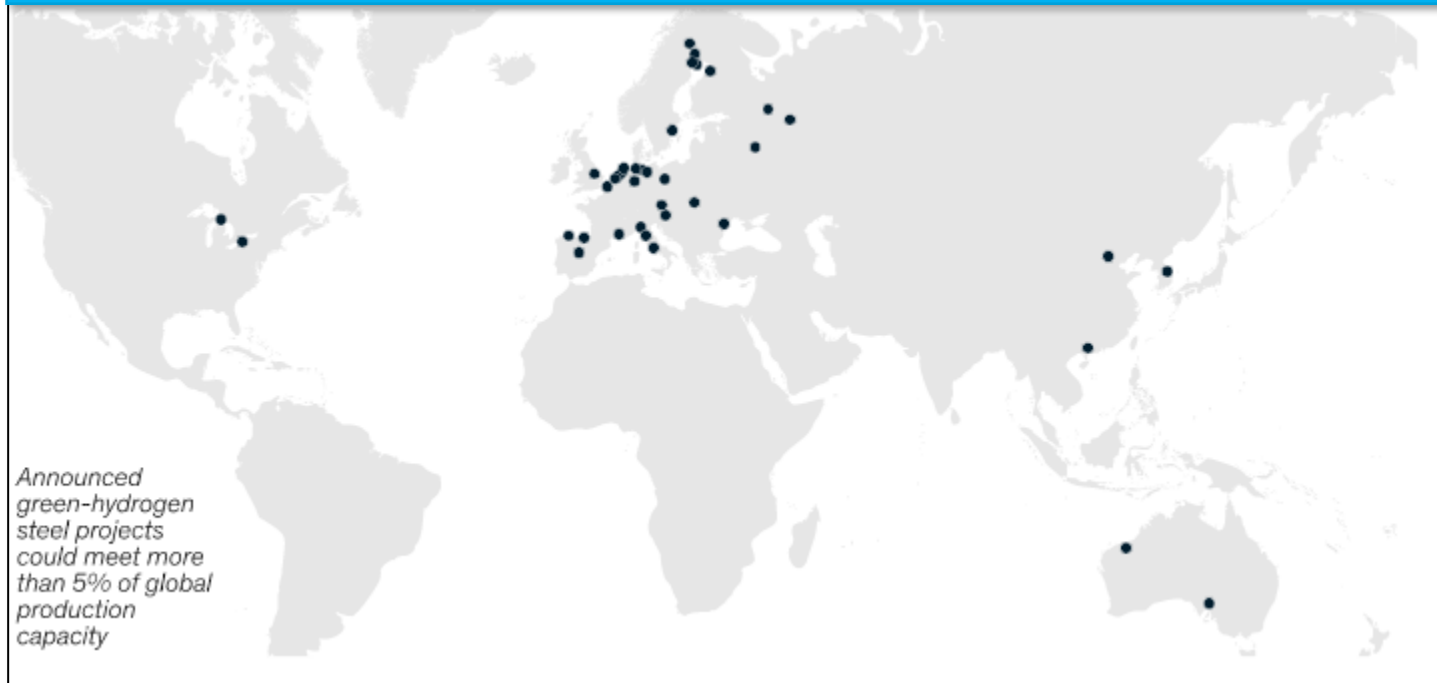 Announced
green-hydrogen
steel projects
could meet more
than 5% of global
production
capacity